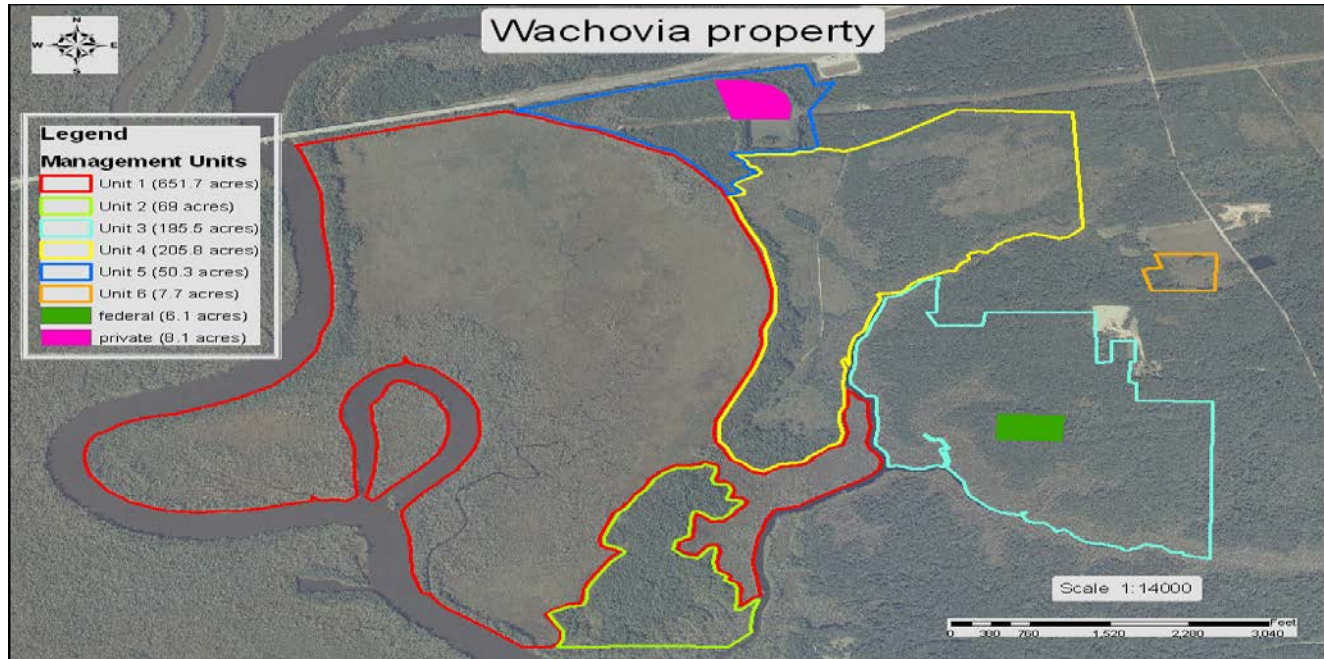 Wachovia property
N
W E
S
Legend
Management Units
Unit 1 (651.7 acres)
Unit 2 (69 acres)
Unit 3 (195.5 acres)
Unit 4 (205.8 acres)
Unit 5 (50.3 acres)
Unit 6 (7.7 acres)
federal (6.1 acres)
private (8.1 acres)
Scale 1:14000
Feet
0 380 760 1,520 2,280 3,040